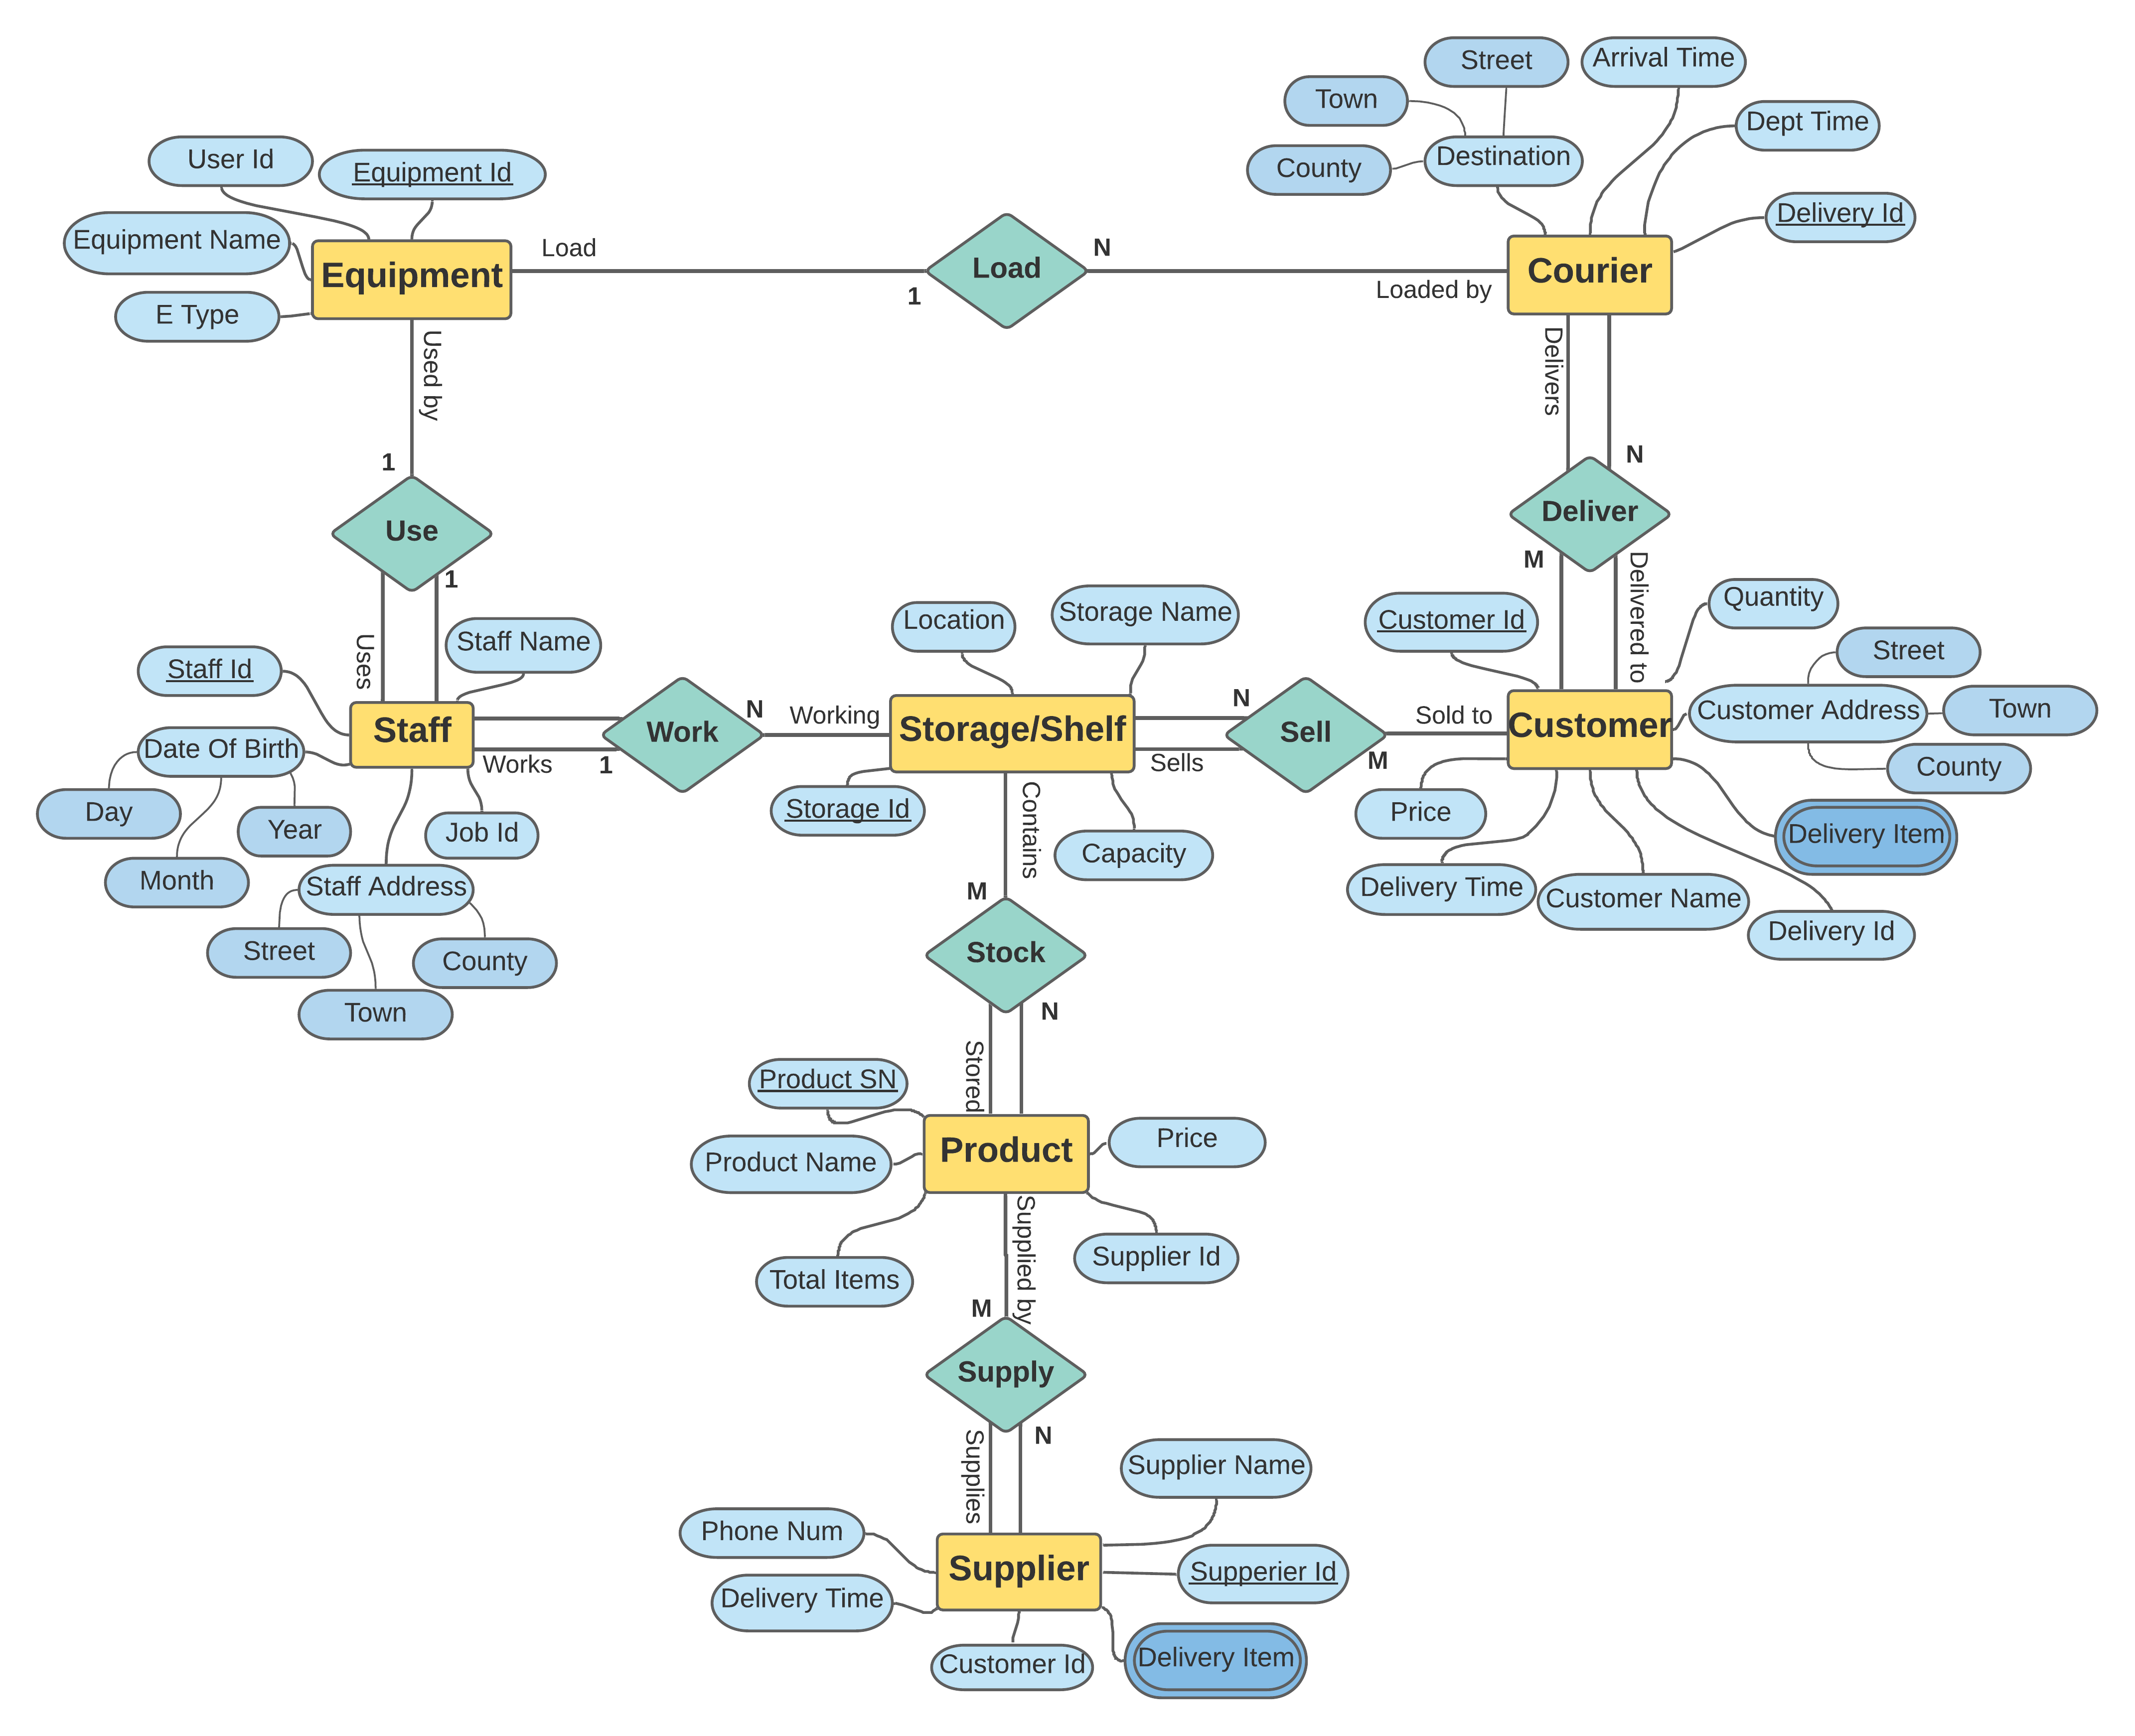 Street
Arrival Time
Town
Dept Time
Destination
County
User Id
Equipment Id
Delivery Id
Equipment Name
Equipment
Load
Load
N
Courier
1
Loaded by
E Type
Used by
Delivers
1
N
Use
Deliver
1
M
Delivered to
Uses
Staff Name
Staff Id
Location
Storage Name
Customer Id
Quantity
Street
Staff
Work
N
Working
Storage/Shelf
N
Sell
Sold to
Customer
Customer Address
Town
Date Of Birth
Works
1
Sells
M
County
Day
Month
Year
Job Id
Storage Id
Contains
Capacity
Price
Delivery Item
Staff Address
M
Delivery Time
Customer Name
Delivery Id
Street
County
Town
Stock
N
Stored
Product SN
Product Name
Product
Price
Total Items
Supplied by
Supplier Id
M
Supply
N
Supplies
Supplier Name
Phone Num
Supplier
Supperier Id
Delivery Time
Customer Id
Delivery Item